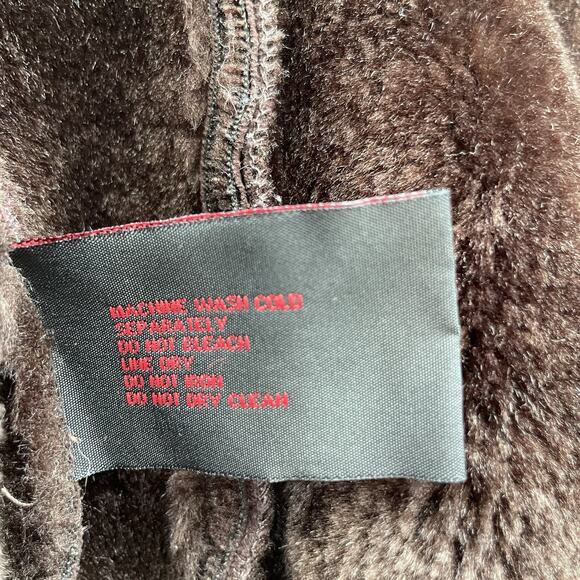 MACHINE WASH COLD
SEPARATELY
DO NOT BLEACH
LINE DRY
DO NOT IRON
DO NOT DRY CLEAN